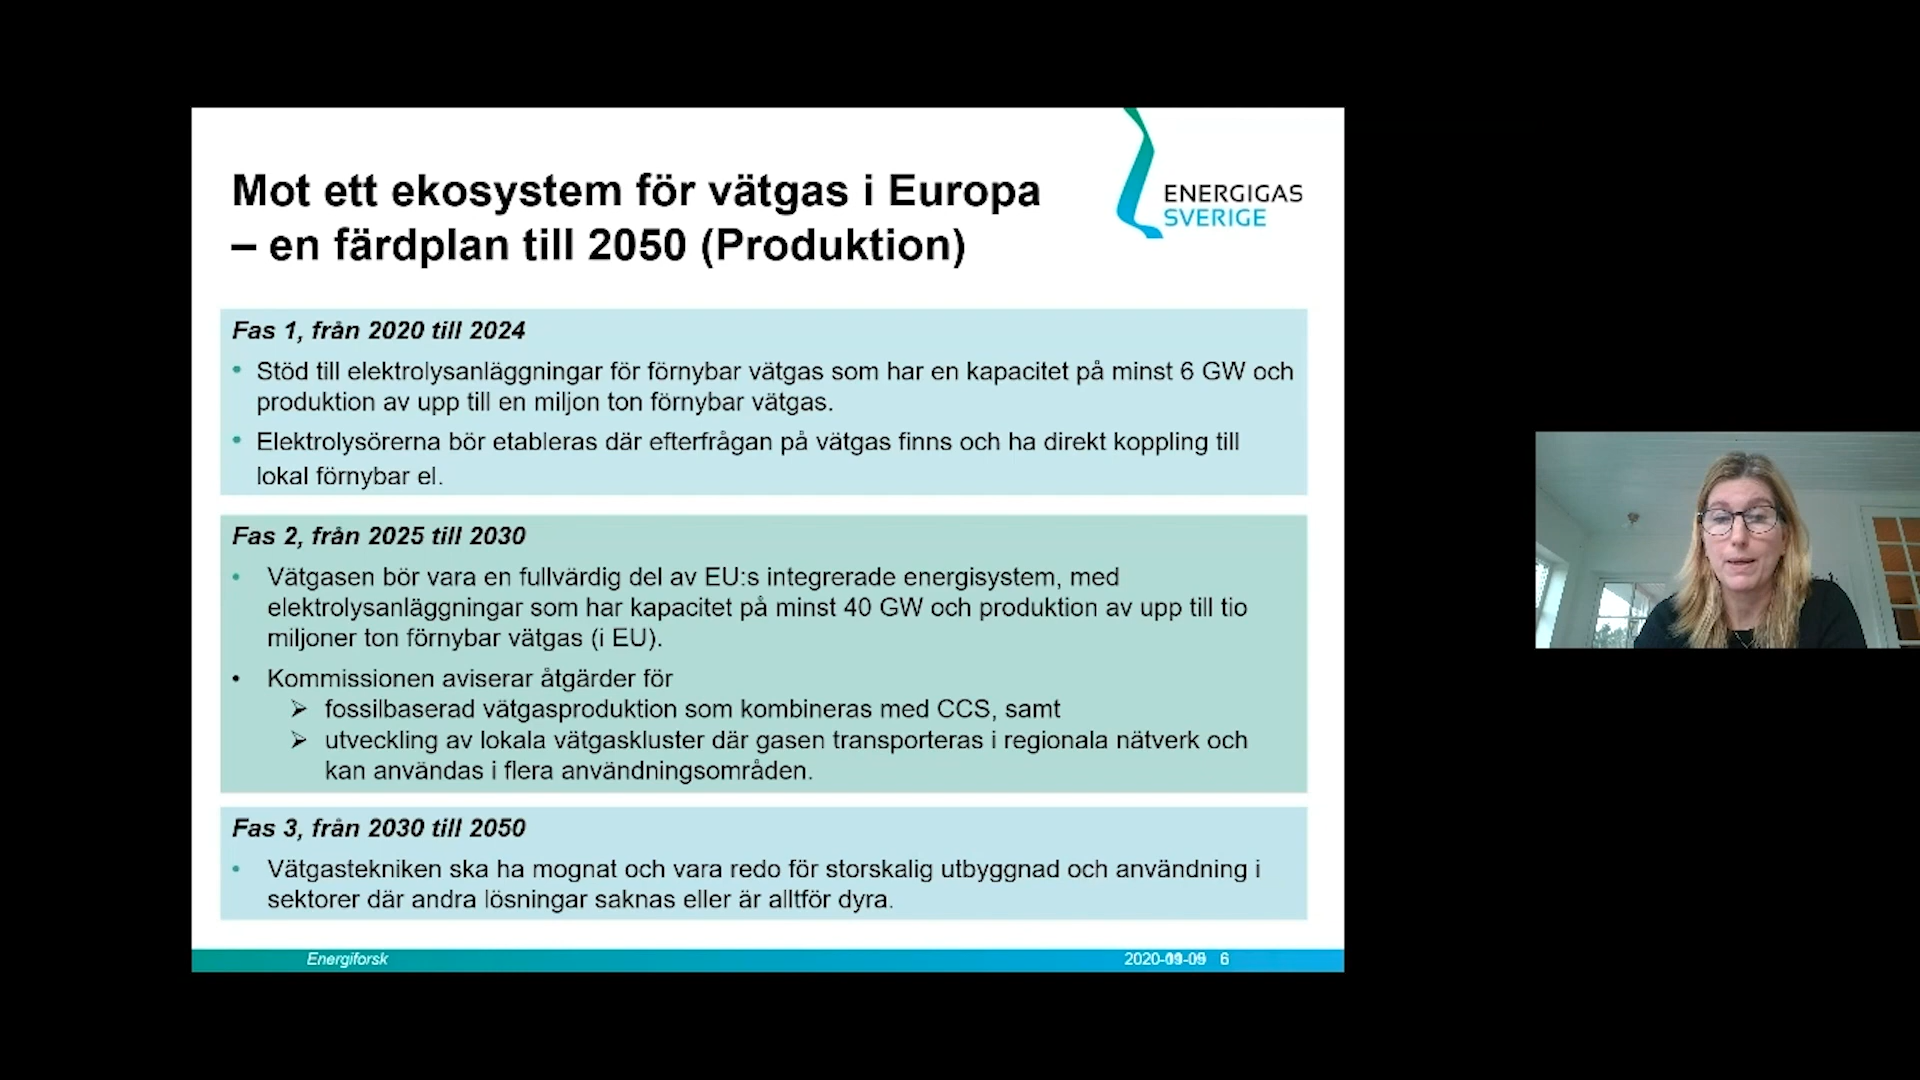 Mot ett ekosystem för vätgas i Europa
– en färdplan till 2050 (Produktion)
ENERGIGAS
SVERIGE
Fas 1, från 2020 till 2024
• Stöd till elektrolysanläggningar för förnybar vätgas som har en kapacitet på minst 6 GW och
produktion av upp till en miljon ton förnybar vätgas.
• Elektrolysörerna bör etableras där efterfrågan på vätgas finns och ha direkt koppling till
lokal förnybar el.
Fas 2, från 2025 till 2030
• Vätgasen bör vara en fullvärdig del av EU:s integrerade energisystem, med
elektrolysanläggningar som har kapacitet på minst 40 GW och produktion av upp till tio
miljoner ton förnybar vätgas (i EU).
• Kommissionen aviserar åtgärder för
➢ fossilbaserad vätgasproduktion som kombineras med CCS, samt
➢ utveckling av lokala vätgaskluster där gasen transporteras i regionala nätverk och
kan användas i flera användningsområden.
Fas 3, från 2030 till 2050
• Vätgastekniken ska ha mognat och vara redo för storskalig utbyggnad och användning i
sektorer där andra lösningar saknas eller är alltför dyra.
Energiforsk
6